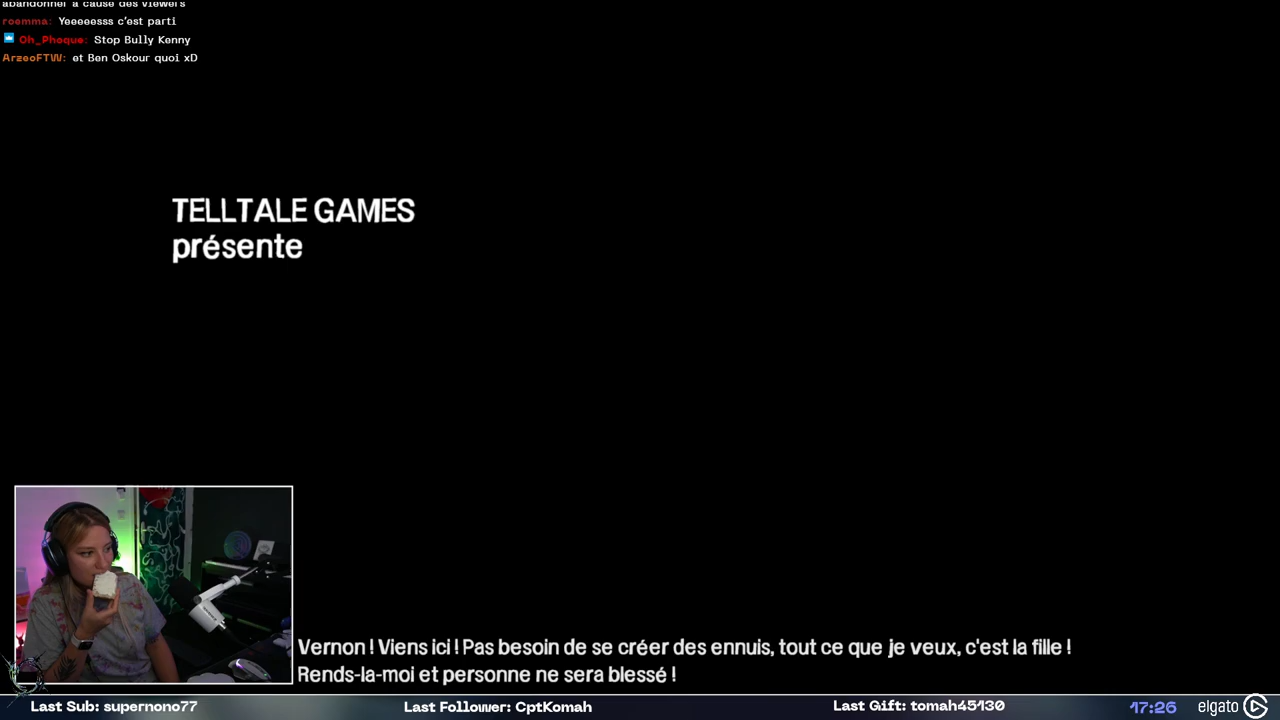 abandonner à cause des viewers
roemma: Yeeeeesss c'est parti
Oh_Phoque: Stop Bully Kenny
ArzeoFTW: et Ben Oskour quoi xD
TELLTALE GAMES
présente
Vernon ! Viens ici ! Pas besoin de se créer des ennuis, tout ce que je veux, c'est la fille !
Rends-la-moi et personne ne sera blessé !
Last Sub: supernono77
Last Follower: CptKomah
Last Gift: tomah45130
17:26
elgato